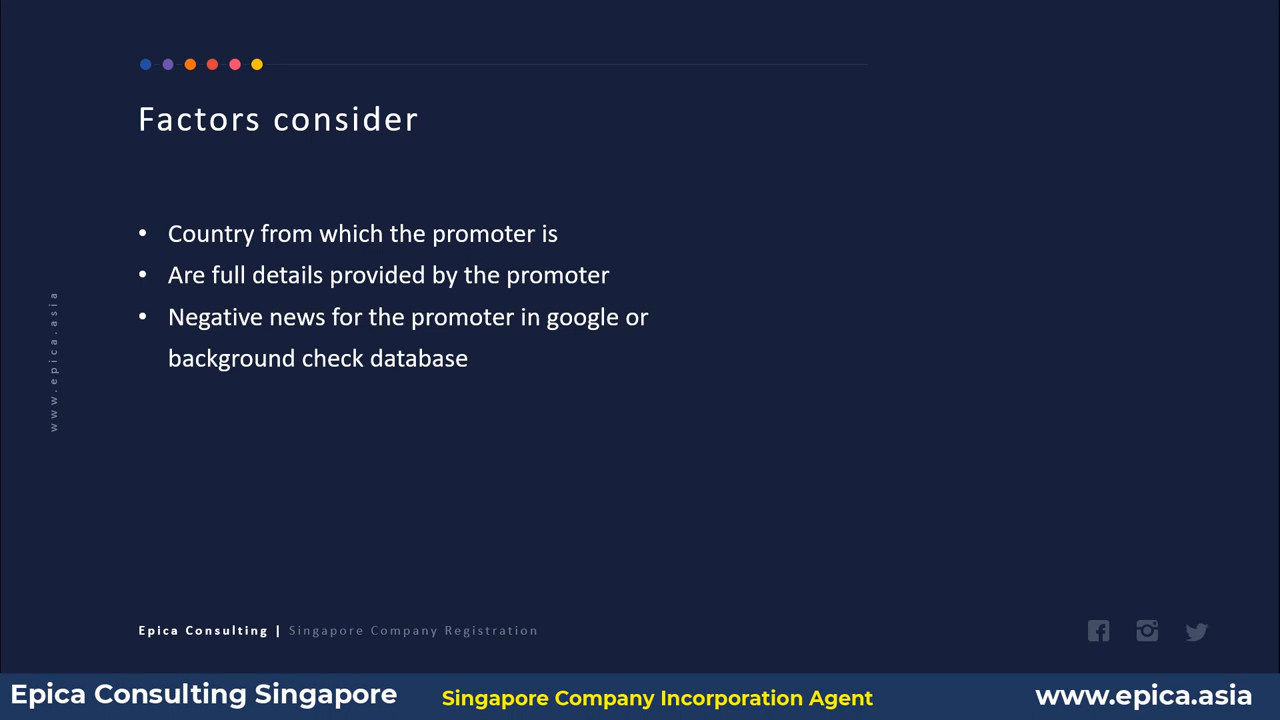 Factors consider
• Country from which the promoter is
• Are full details provided by the promoter
• Negative news for the promoter in google or
background check database
www.epica.asia
Epica Consulting | Singapore Company Registration
Epica Consulting Singapore
Singapore Company Incorporation Agent
www.epica.asia